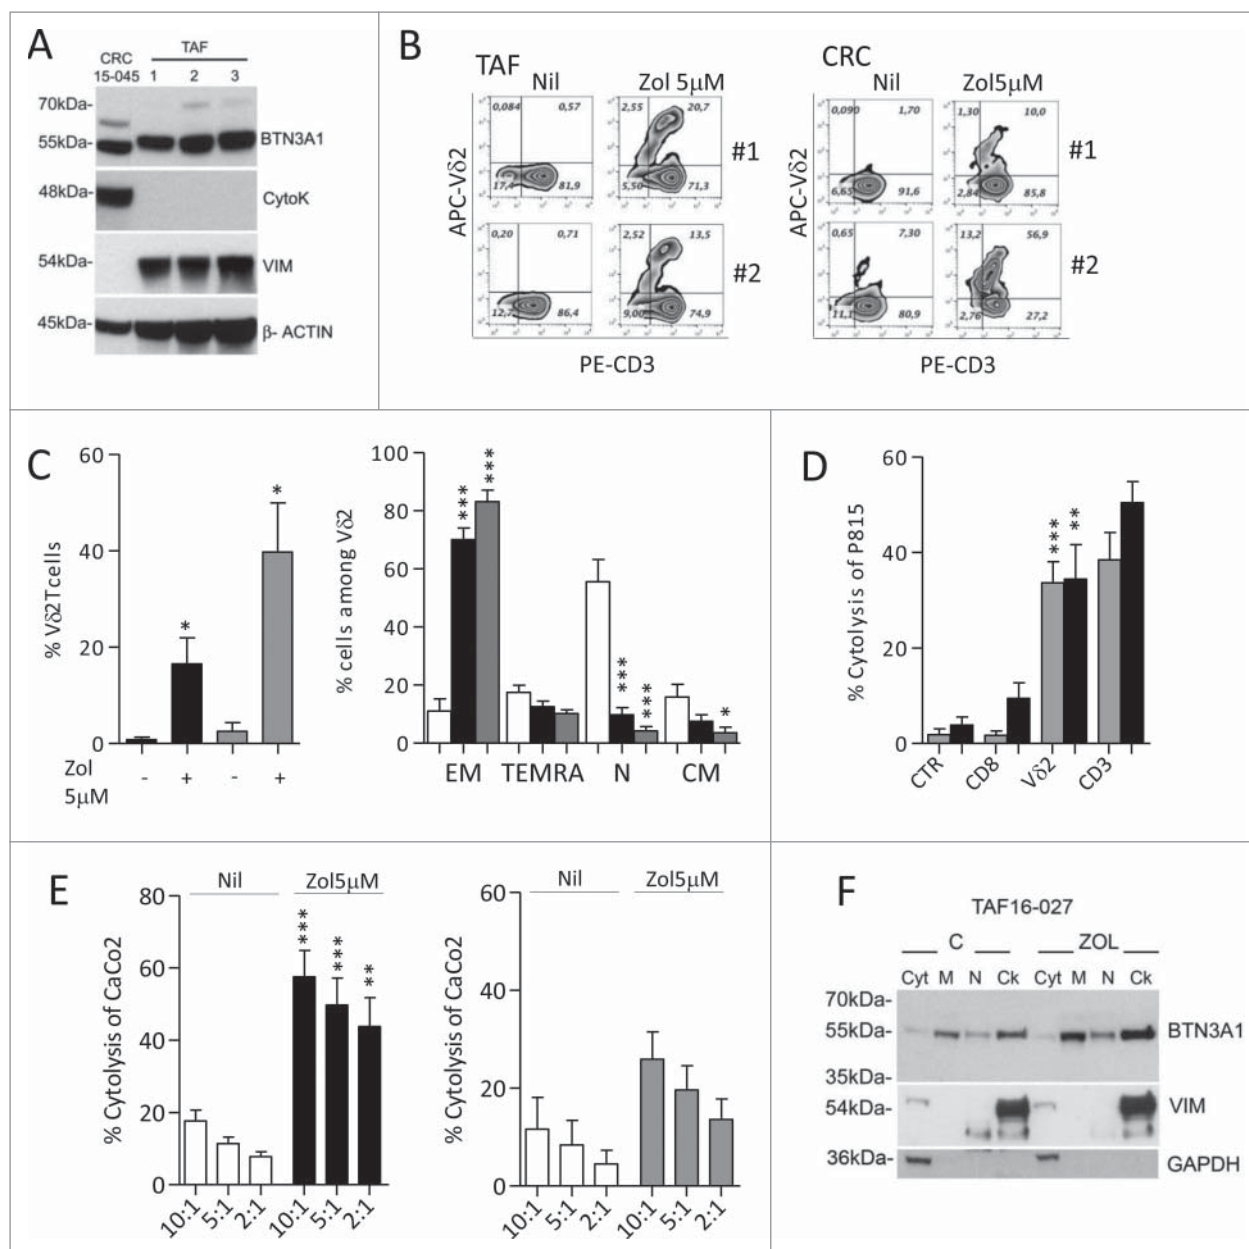 A
TAF
CRC
15-045 1 2 3
70kDa-
55kDa-
BTN3A1
48kDa-
CytoK
54kDa-
VIM
45kDa-
β- ACTIN
B
TAF
Nil Zol 5μM
CRC
Nil Zol5μM
APC-Vδ2
0,084 0,57
17,4 81,9
2,55 20,7
5,50 71,3
#1
0,090 1,70
6,65 91,6
1,30 10,0
2,84 85,8
#1
0,20 0,71
12,7 86,4
2,52 13,5
9,00 74,9
#2
0,65 7,30
11,1 80,9
13,2 56,9
2,76 27,2
#2
PE-CD3
PE-CD3
C
% Vδ2Tcells
60
40
20
0
* *
Zol - + - +
5μM
% cells among Vδ2
100
80
60
40
20
0
*** *** *** *** *
EM TEMRA N CM
D
% Cytolysis of P815
60
40
20
0
*** **
CTR CD8 Vδ2 CD3
E
Nil Zol5μM
% Cytolysis of CaCo2
80
60
40
20
0
*** *** **
10:1 5:1 2:1 10:1 5:1 2:1
Nil Zol5μM
% Cytolysis of CaCo2
60
40
20
0
10:1 5:1 2:1 10:1 5:1 2:1
F
TAF16-027
C ZOL
Cyt M N Ck Cyt M N Ck
70kDa-
55kDa-
BTN3A1
35kDa-
54kDa-
VIM
36kDa-
GAPDH